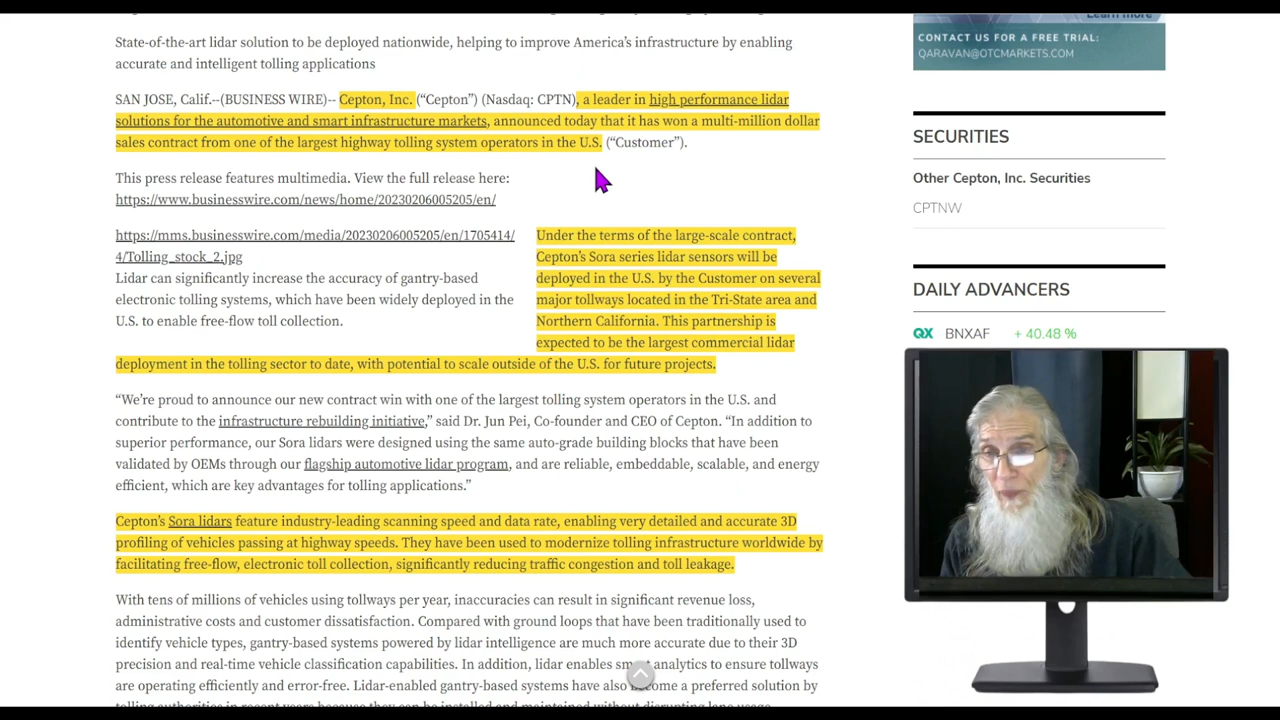 Learn more
CONTACT US FOR A FREE TRIAL:
QARAVAN@OTCMARKETS.COM
State-of-the-art lidar solution to be deployed nationwide, helping to improve America's infrastructure by enabling
accurate and intelligent tolling applications
SAN JOSE, Calif.--(BUSINESS WIRE)-- Cepton, Inc. (“Cepton”) (Nasdaq: CPTN), a leader in high performance lidar
solutions for the automotive and smart infrastructure markets, announced today that it has won a multi-million dollar
sales contract from one of the largest highway tolling system operators in the U.S. (“Customer”).
This press release features multimedia. View the full release here:
https://www.businesswire.com/news/home/20230206005205/en/
https://mms.businesswire.com/media/20230206005205/en/1705414/
4/Tolling_stock_2.jpg
Lidar can significantly increase the accuracy of gantry-based
electronic tolling systems, which have been widely deployed in the
U.S. to enable free-flow toll collection.
Under the terms of the large-scale contract,
Cepton's Sora series lidar sensors will be
deployed in the U.S. by the Customer on several
major tollways located in the Tri-State area and
Northern California. This partnership is
expected to be the largest commercial lidar
deployment in the tolling sector to date, with potential to scale outside of the U.S. for future projects.
“We're proud to announce our new contract win with one of the largest tolling system operators in the U.S. and
contribute to the infrastructure rebuilding initiative,” said Dr. Jun Pei, Co-founder and CEO of Cepton. “In addition to
superior performance, our Sora lidars were designed using the same auto-grade building blocks that have been
validated by OEMs through our flagship automotive lidar program, and are reliable, embeddable, scalable, and energy
efficient, which are key advantages for tolling applications.”
Cepton's Sora lidars feature industry-leading scanning speed and data rate, enabling very detailed and accurate 3D
profiling of vehicles passing at highway speeds. They have been used to modernize tolling infrastructure worldwide by
facilitating free-flow, electronic toll collection, significantly reducing traffic congestion and toll leakage.
With tens of millions of vehicles using tollways per year, inaccuracies can result in significant revenue loss,
administrative costs and customer dissatisfaction. Compared with ground loops that have been traditionally used to
identify vehicle types, gantry-based systems powered by lidar intelligence are much more accurate due to their 3D
precision and real-time vehicle classification capabilities. In addition, lidar enables smart analytics to ensure tollways
are operating efficiently and error-free. Lidar-enabled gantry-based systems have also become a preferred solution by
tolling authorities in recent years because they can be installed and maintained without disrupting lane usage.
SECURITIES
Other Cepton, Inc. Securities
CPTNW
DAILY ADVANCERS
QX BNXAF + 40.48 %